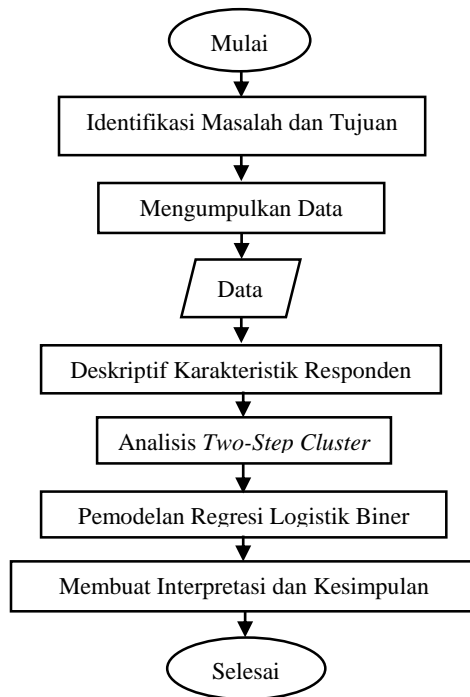 Mulai
Identifikasi Masalah dan Tujuan
Mengumpulkan Data
Data
Deskriptif Karakteristik Responden
Analisis Two-Step Cluster
Pemodelan Regresi Logistik Biner
Membuat Interpretasi dan Kesimpulan
Selesai